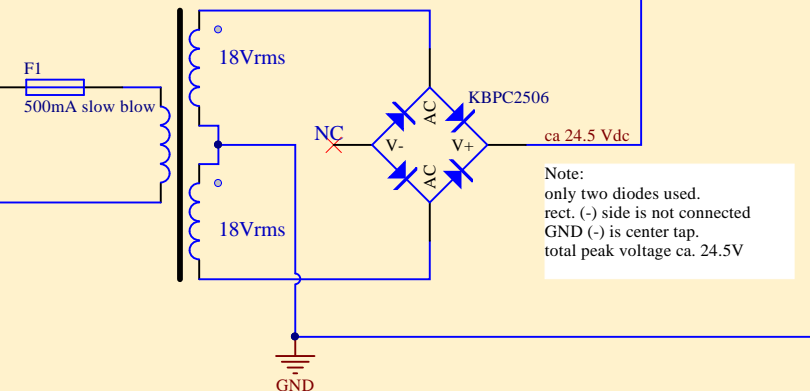 F1
500mA slow blow
18Vrms
KBPC2506
AC
NC
V-
V+
ca 24.5 Vdc
AC
Note:
only two diodes used.
rect. (-) side is not connected
GND (-) is center tap.
total peak voltage ca. 24.5V
18Vrms
GND